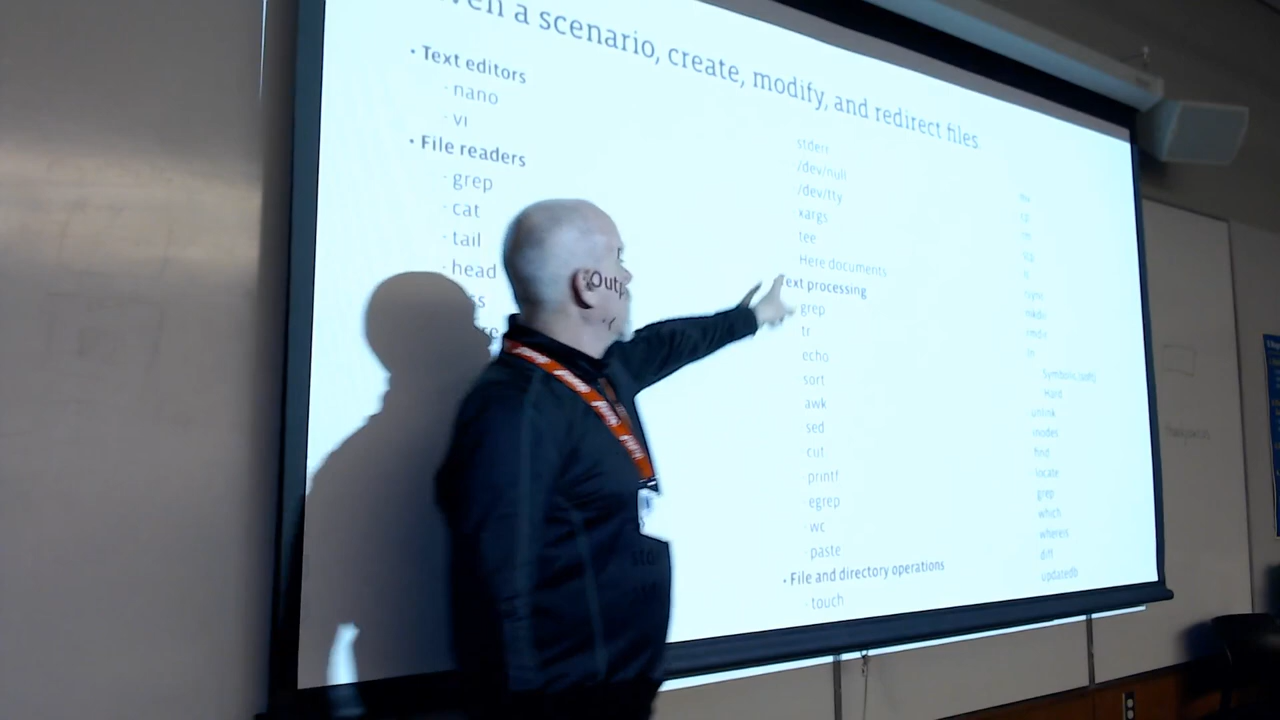 a scenario, create, modify, and redirect files.
• Text editors
- nano
- vi
• File readers
- grep
- cat
- tail
- head
Outp
stderr
/dev/null
/dev/tty
xargs
tee
Here documents
Text processing
grep
tr
echo
sort
awk
sed
cut
printf
egrep
- wc
- paste
• File and directory operations
- touch
mv
cp
rm
scp
mkdir
rmdir
ln
Symbolic (soft)
Hard
unlink
inodes
find
locate
grep
which
whereis
diff
updatedb